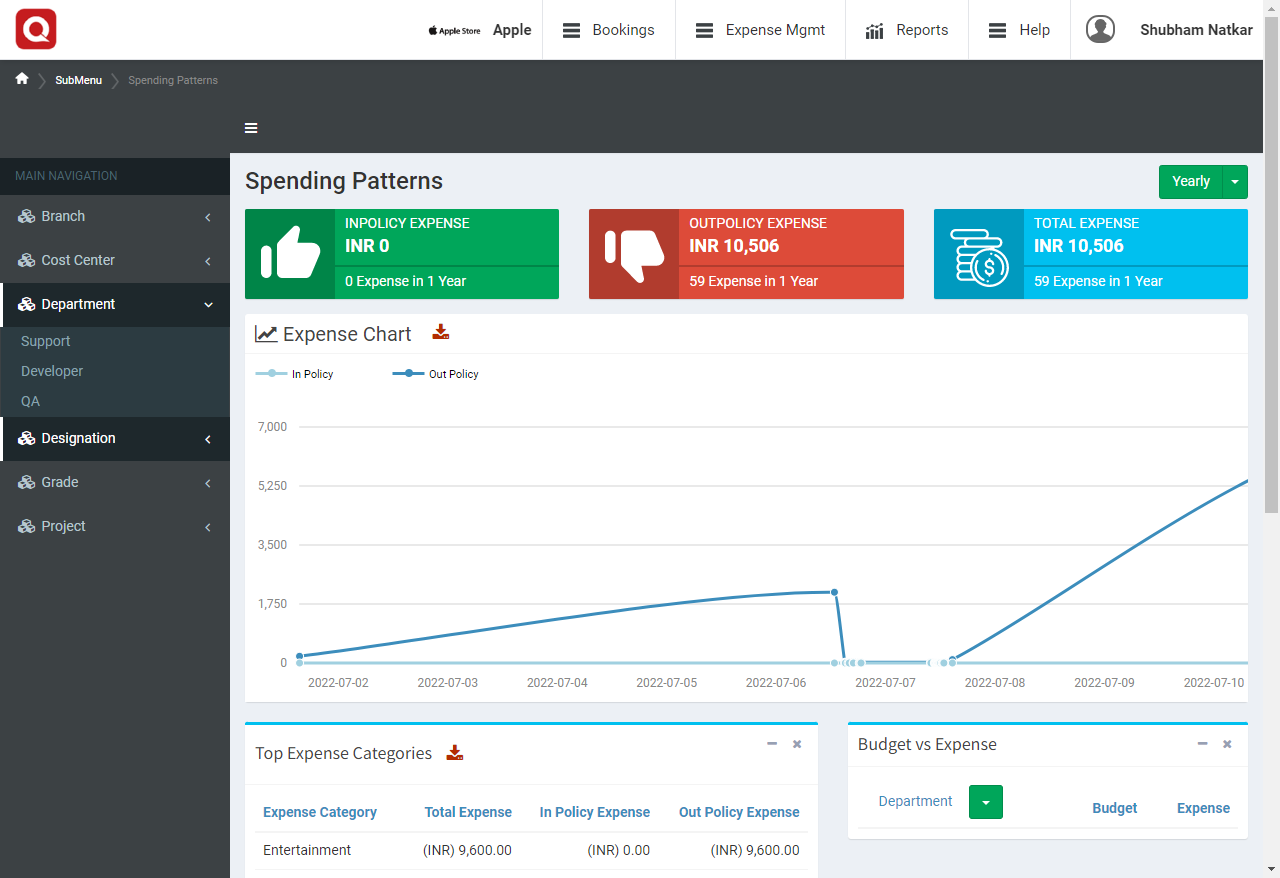 Apple Store Apple Bookings Expense Mgmt Reports Help Shubham Natkar
SubMenu Spending Patterns
MAIN NAVIGATION
Branch
Cost Center
Department
Support
Developer
QA
Designation
Grade
Project
Spending Patterns
Yearly
INPOLICY EXPENSE
INR 0
0 Expense in 1 Year
OUTPOLICY EXPENSE
INR 10,506
59 Expense in 1 Year
TOTAL EXPENSE
INR 10,506
59 Expense in 1 Year
Expense Chart
In Policy Out Policy
7,000
5,250
3,500
1,750
0
2022-07-02 2022-07-03 2022-07-04 2022-07-05 2022-07-06 2022-07-07 2022-07-08 2022-07-09 2022-07-10
Top Expense Categories
Expense Category Total Expense In Policy Expense Out Policy Expense
Entertainment (INR) 9,600.00 (INR) 0.00 (INR) 9,600.00
Budget vs Expense
Department Budget Expense